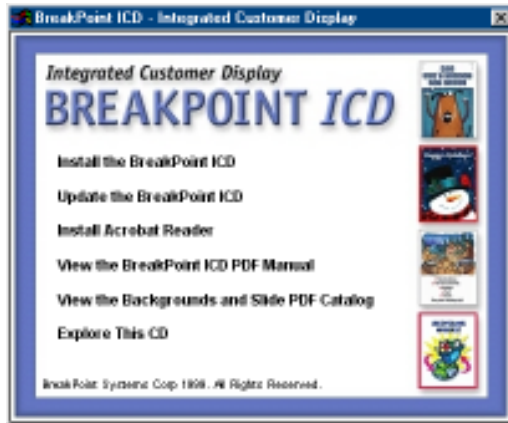 BreakPoint ICD - Integrated Customer Display
Integrated Customer Display
BREAKPOINT ICD
Install the BreakPoint ICD
Update the BreakPoint ICD
Install Acrobat Reader
View the BreakPoint ICD PDF Manual
View the Backgrounds and Slide PDF Catalog
Explore This CD
Happy Holidays!
BreakPoint Systems Corp 1999. All Rights Reserved.